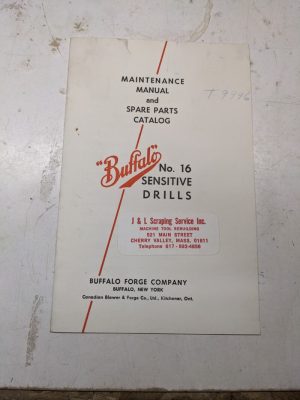 MAINTENANCE
MANUAL
and
SPARE PARTS
CATALOG
T. 9996
"Buffalo"
No. 16
SENSITIVE
DRILLS
J & L Scraping Service Inc.
MACHINE TOOL REBUILDING
521 MAIN STREET
CHERRY VALLEY, MASS. 01611
Telephone 617-892-4898
BUFFALO FORGE COMPANY
BUFFALO, NEW YORK
Canadian Blower & Forge Co., Ltd., Kitchener, Ont.